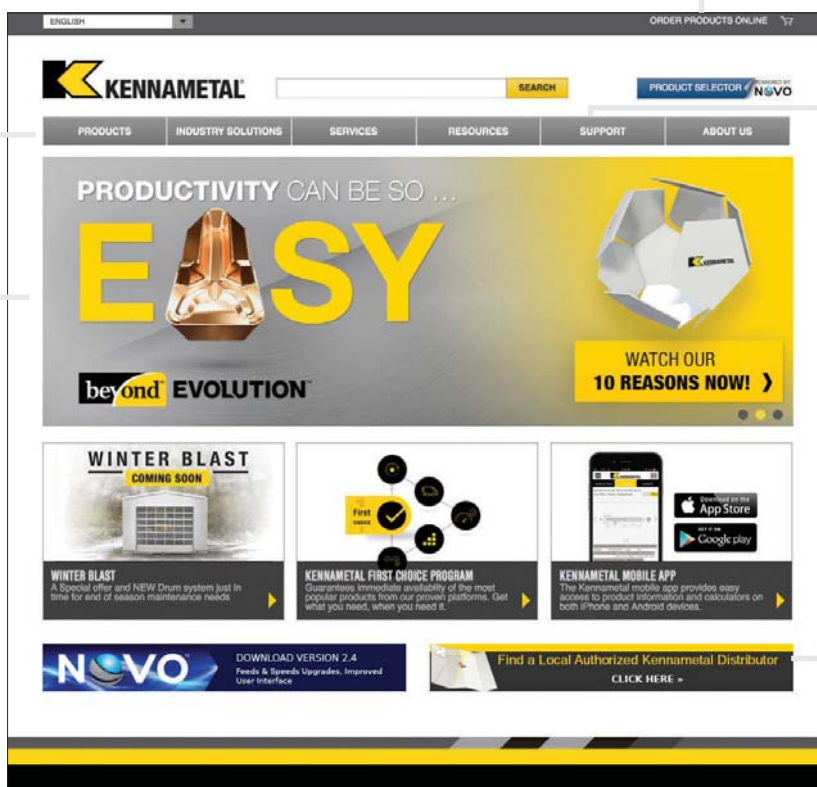 ENGLISH
ORDER PRODUCTS ONLINE
KENNAMETAL®
SEARCH
PRODUCT SELECTOR
POWERED BY
NOVO
PRODUCTS
INDUSTRY SOLUTIONS
SERVICES
RESOURCES
SUPPORT
ABOUT US
PRODUCTIVITY CAN BE SO ...
EASY
KENNAMETAL
beyond™ EVOLUTION™
WATCH OUR
10 REASONS NOW! ❯
WINTER BLAST
COMING SOON
First
CHOICE
KENNAMETAL
Download on the
App Store
GET IT ON
Google play
WINTER BLAST
A Special offer and NEW Drum system just in
time for end of season maintenance needs
KENNAMETAL FIRST CHOICE PROGRAM
Guarantees immediate availability of the most
popular products from our proven platforms. Get
what you need, when you need it.
KENNAMETAL MOBILE APP
The Kennametal mobile app provides easy
access to product information and calculators on
both iPhone and Android devices.
NOVO™
DOWNLOAD VERSION 2.4
Feeds & Speeds Upgrades, Improved
User Interface
Find a Local Authorized Kennametal Distributor
CLICK HERE »